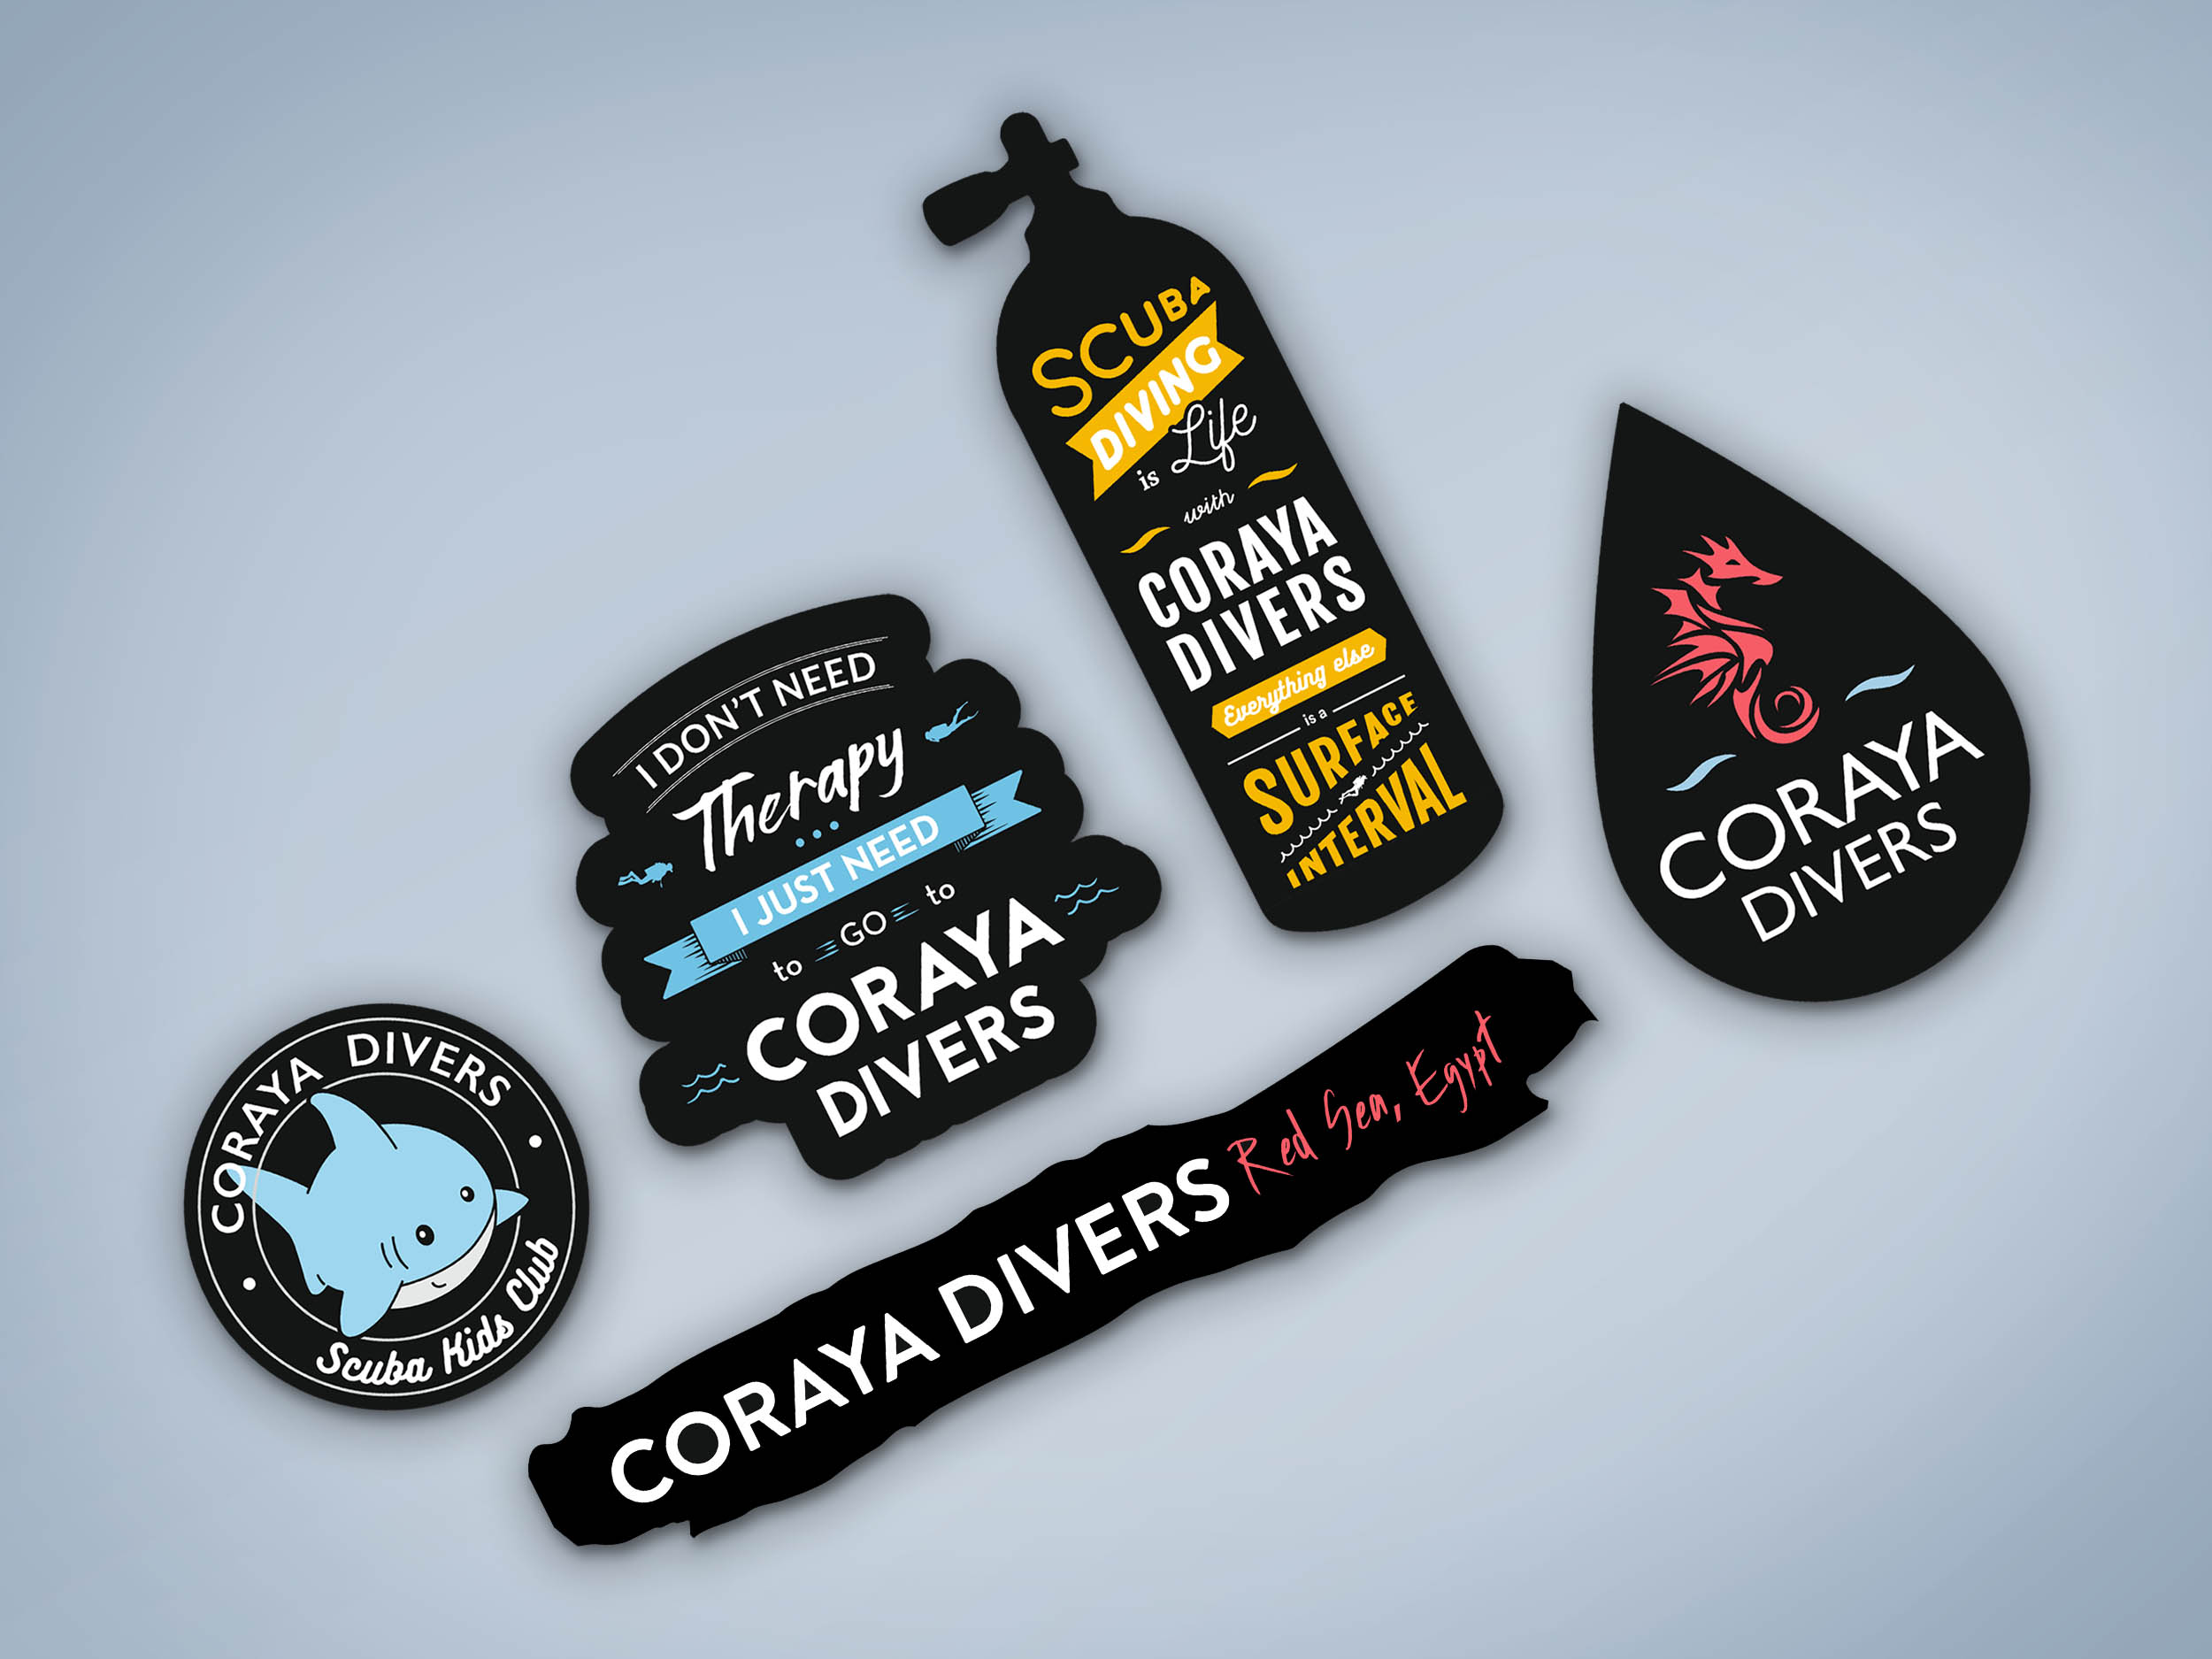 SCUBA
DIVING
is Life
with
CORAYA
DIVERS
Everything else
is a
SURFACE
INTERVAL
CORAYA
DIVERS
I DON'T NEED
Therapy
I JUST NEED
to GO to
CORAYA
DIVERS
CORAYA DIVERS
Scuba Kids Club
CORAYA DIVERS Red Sea, Egypt